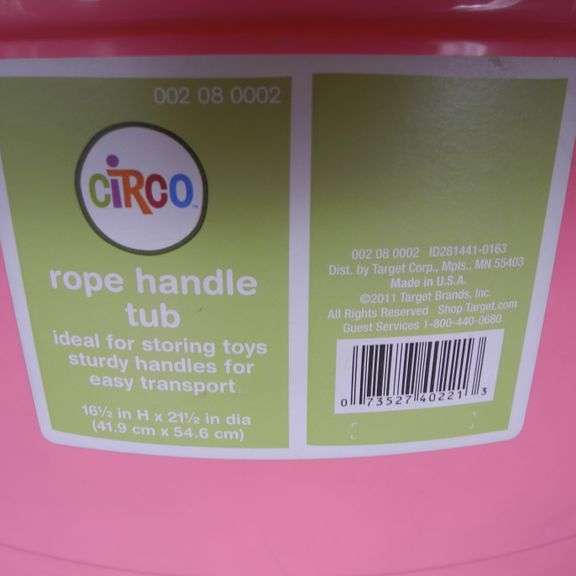 002 08 0002
CiRCO™
rope handle
tub
ideal for storing toys
sturdy handles for
easy transport
16½ in H x 21½ in dia
(41.9 cm x 54.6 cm)
002 08 0002 ID281441-0163
Dist. by Target Corp., Mpls., MN 55403
Made in U.S.A.
©2011 Target Brands, Inc.
All Rights Reserved Shop Target.com
Guest Services 1-800-440-0680
0 73527 40221 3